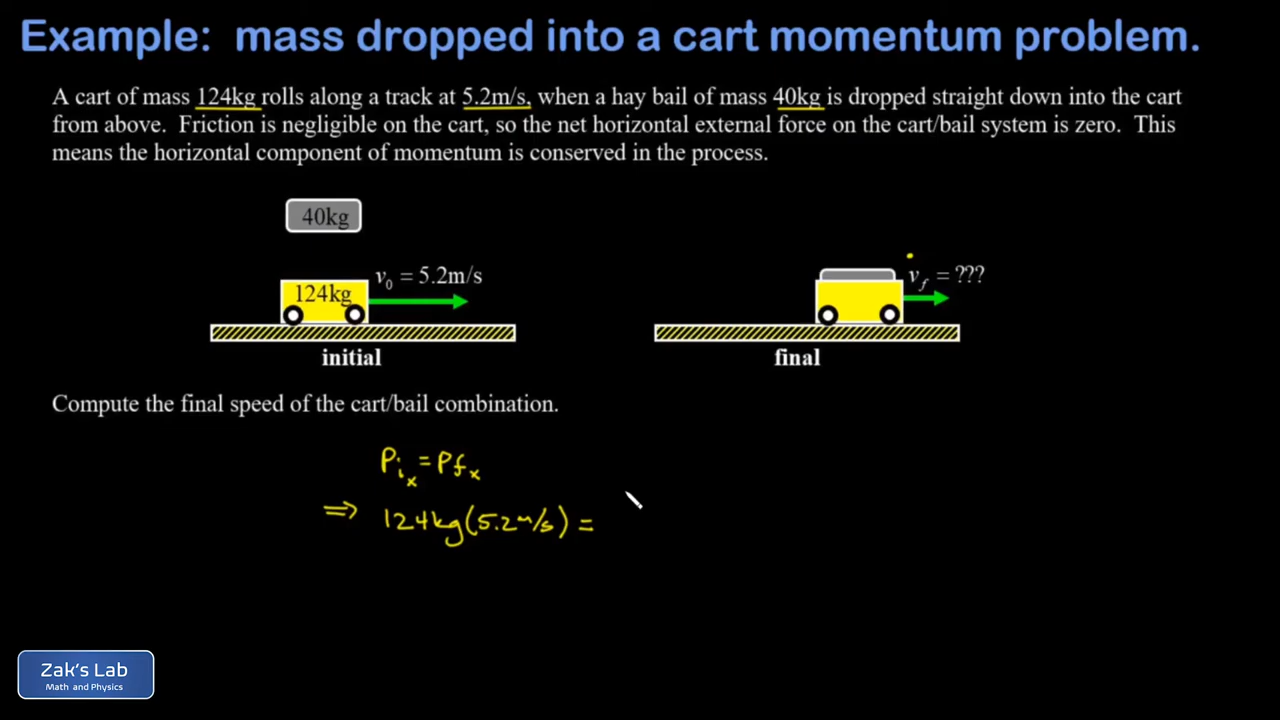 Example: mass dropped into a cart momentum problem.
A cart of mass 124kg rolls along a track at 5.2m/s, when a hay bail of mass 40kg is dropped straight down into the cart
from above. Friction is negligible on the cart, so the net horizontal external force on the cart/bail system is zero. This
means the horizontal component of momentum is conserved in the process.
40kg
v₀ = 5.2m/s
124kg
initial
v_f = ???
final
Compute the final speed of the cart/bail combination.
P_ix = P_fx
⇒ 124kg(5.2m/s) =
Zak's Lab
Math and Physics